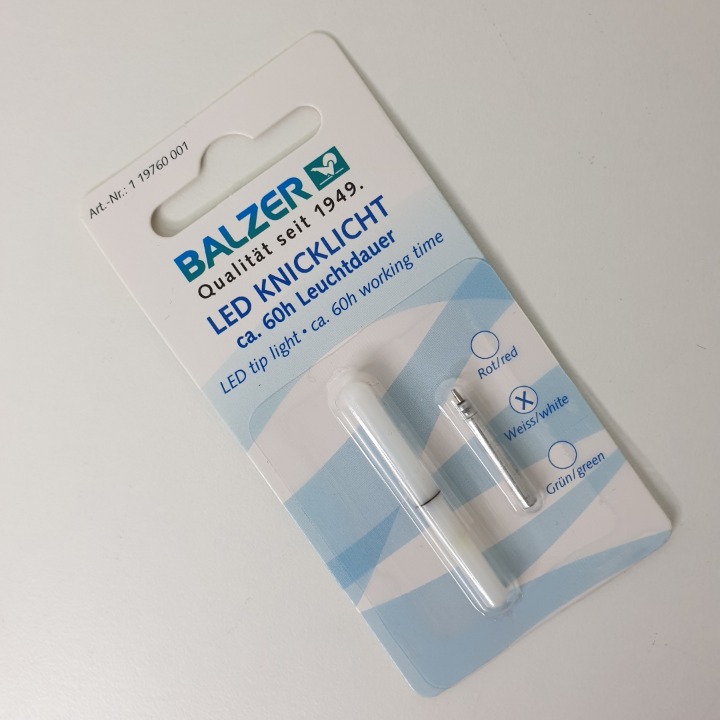 Art.-Nr.: 1 19760 001
BALZER
Qualität seit 1949.
LED KNICKLICHT
ca. 60h Leuchtdauer
LED tip light • ca. 60h working time
Rot/red
X
Weiss/white
Grün/green